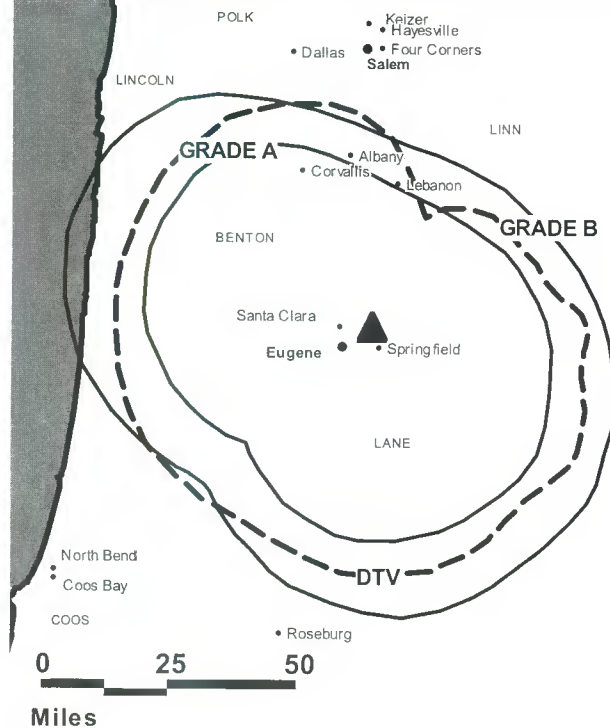 POLK
Keizer
Hayesville
Dallas
Four Corners
Salem
LINCOLN
LINN
GRADE A
Albany
Corvallis
Lebanon
GRADE B
BENTON
Santa Clara
Eugene
Springfield
LANE
DTV
North Bend
Coos Bay
COOS
Roseburg
0 25 50
Miles